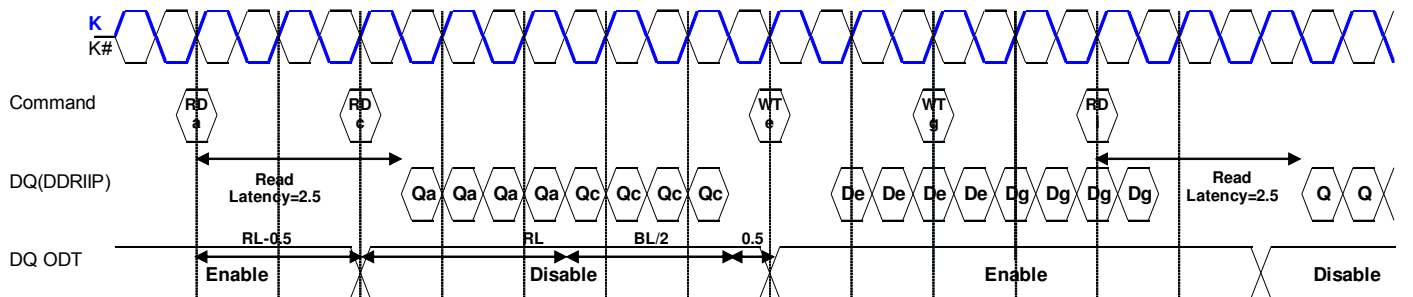 K
K#
Command
RD a
RD c
WT e
WT g
RD
DQ(DDRIIP)
Read Latency=2.5
Qa Qa Qa Qa Qc Qc Qc Qc
De De De De Dg Dg Dg Dg
Read Latency=2.5
Q Q
DQ ODT
RL-0.5
RL
BL/2
0.5
Enable
Disable
Enable
Disable